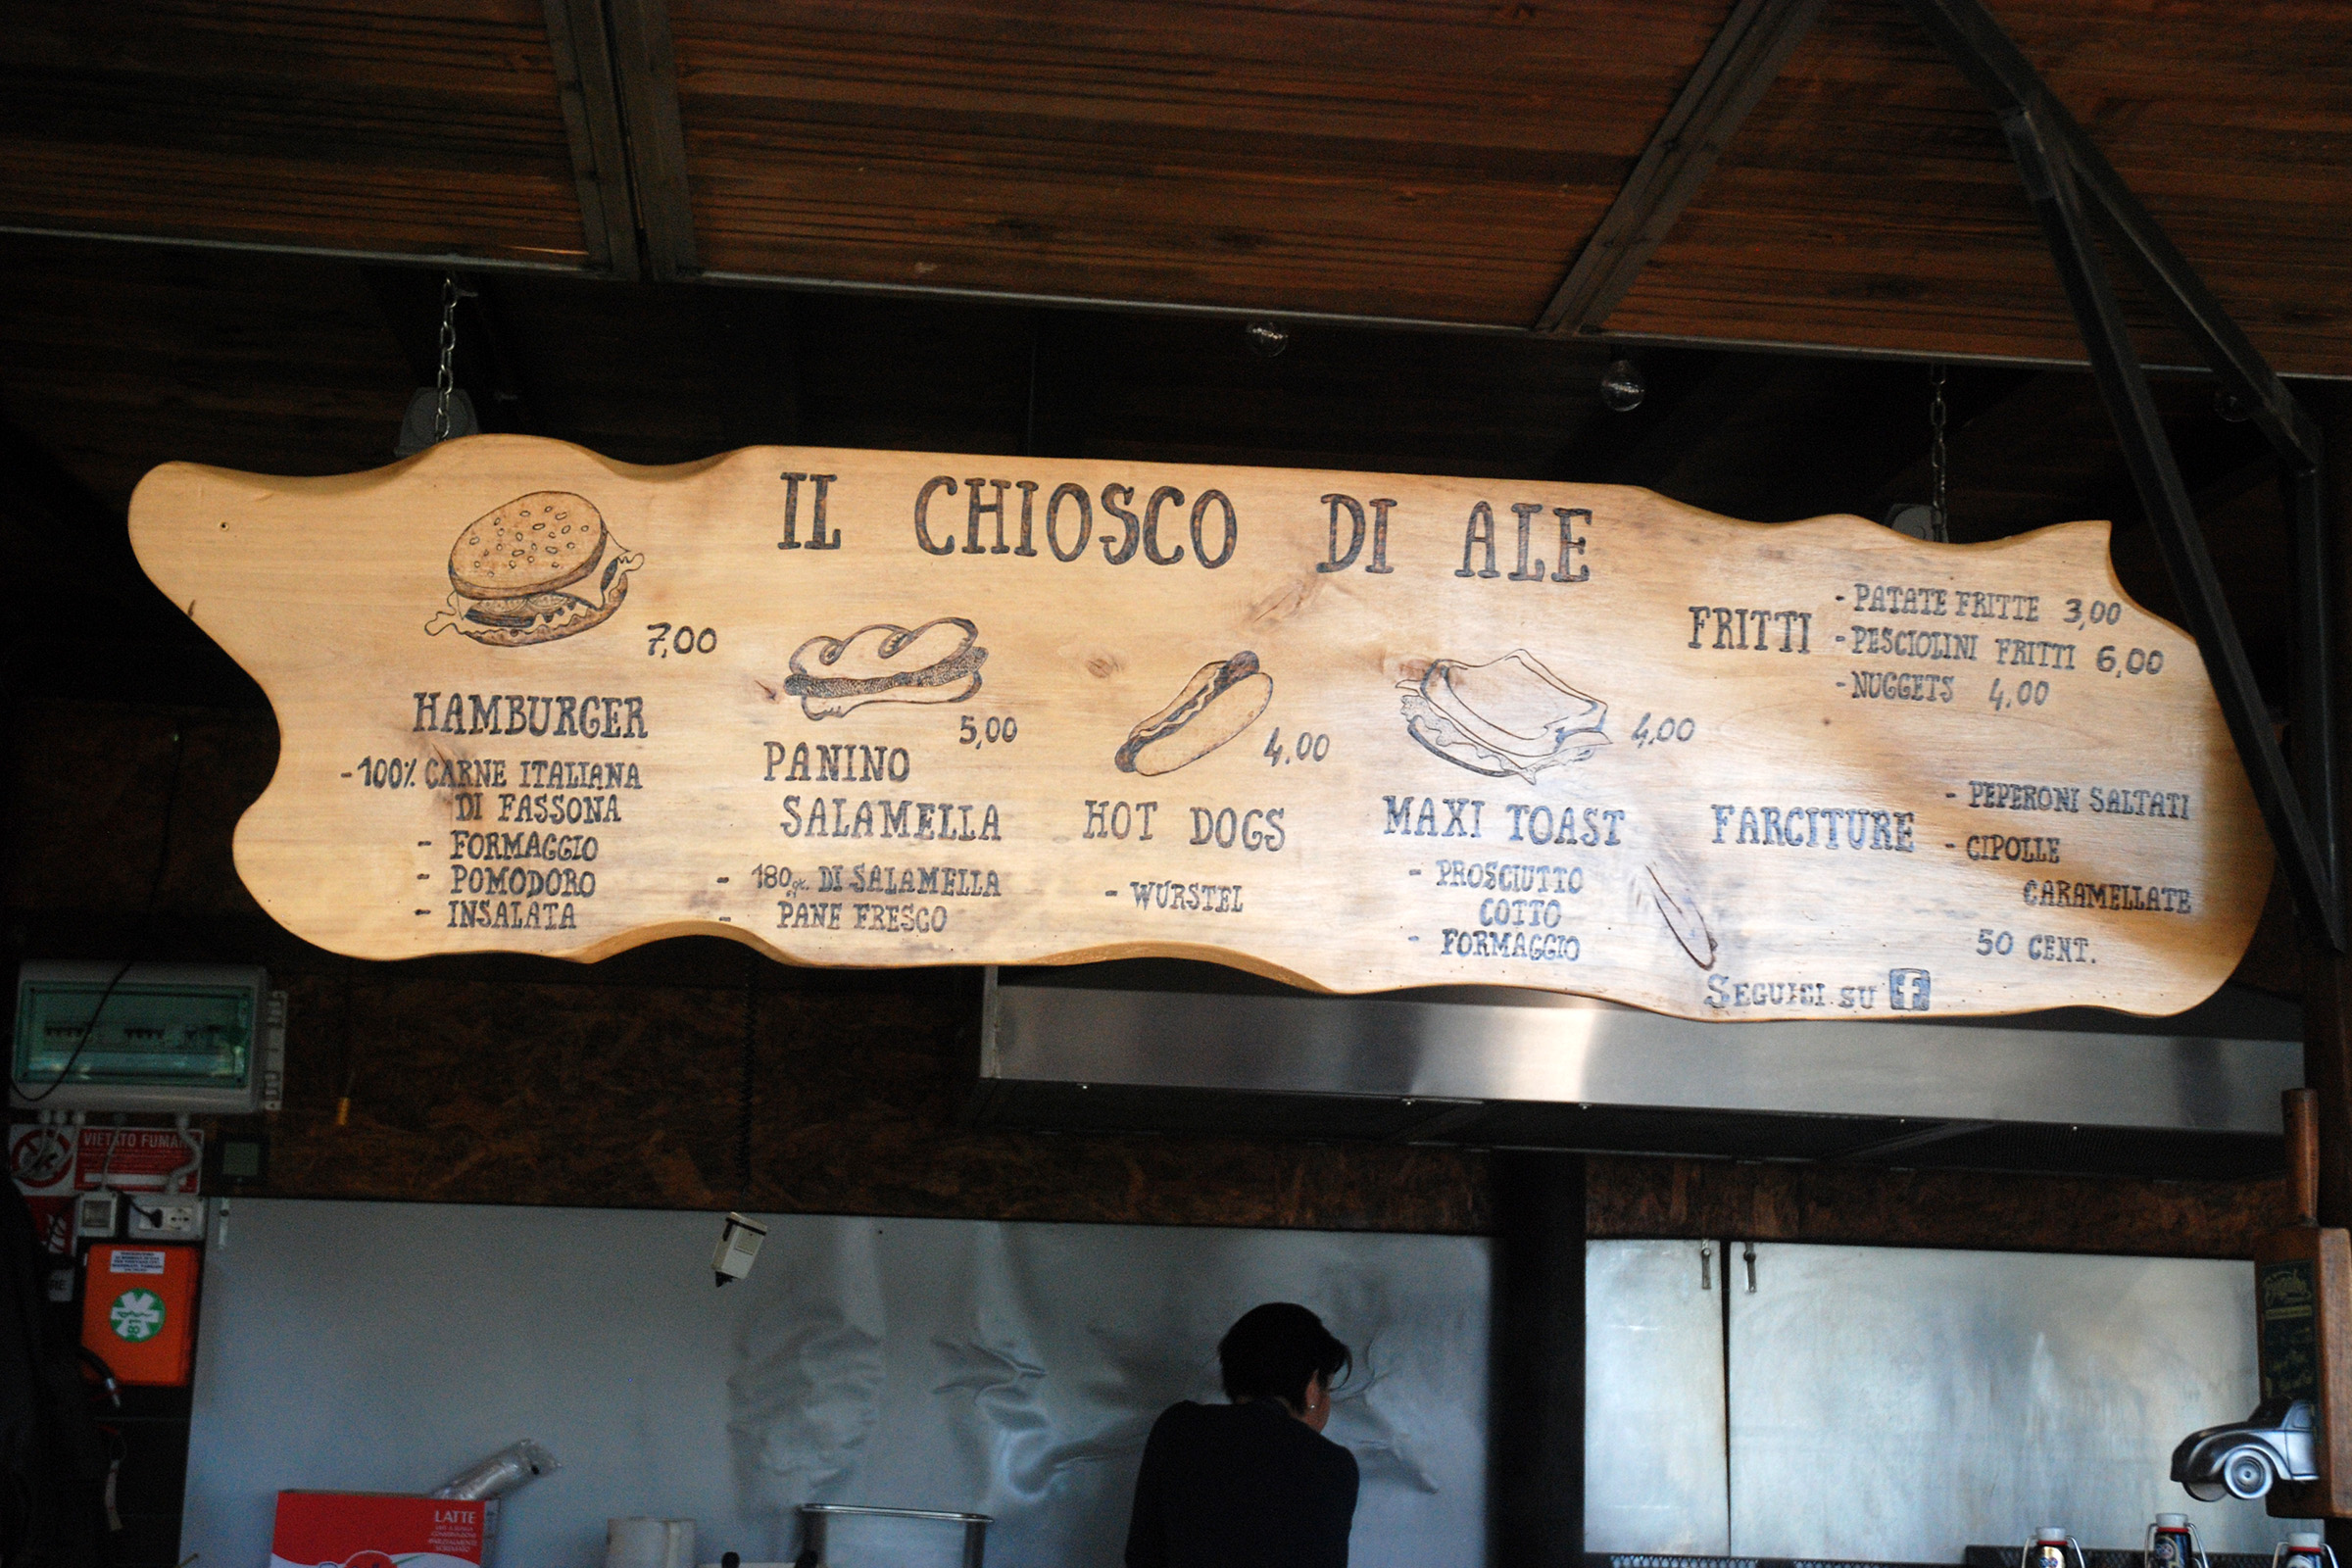 IL CHIOSCO DI ALE
7,00
HAMBURGER
-100% CARNE ITALIANA
DI FASSONA
- FORMAGGIO
- POMODORO
- INSALATA
5,00
PANINO
SALAMELLA
- 180gr. DI SALAMELLA
- PANE FRESCO
4,00
HOT DOGS
- WÜRSTEL
4,00
MAXI TOAST
- PROSCIUTTO
COTTO
- FORMAGGIO
FRITTI
- PATATE FRITTE 3,00
- PESCIOLINI FRITTI 6,00
- NUGGETS 4,00
FARCITURE
- PEPERONI SALTATI
- CIPOLLE
CARAMELLATE
50 CENT.
SEGUICI SU f
VIETATO FUMARE
118
LATTE